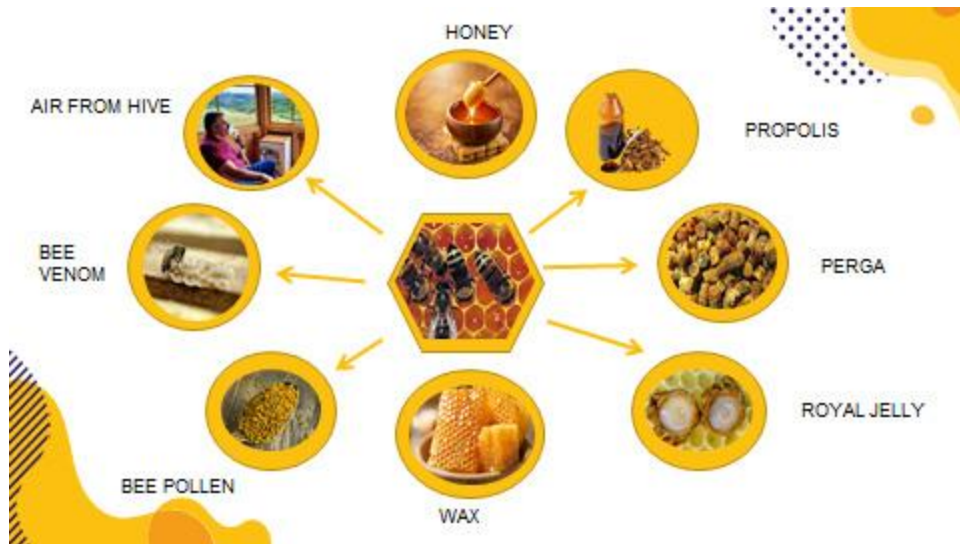 HONEY
AIR FROM HIVE
PROPOLIS
BEE
VENOM
PERGA
ROYAL JELLY
BEE POLLEN
WAX